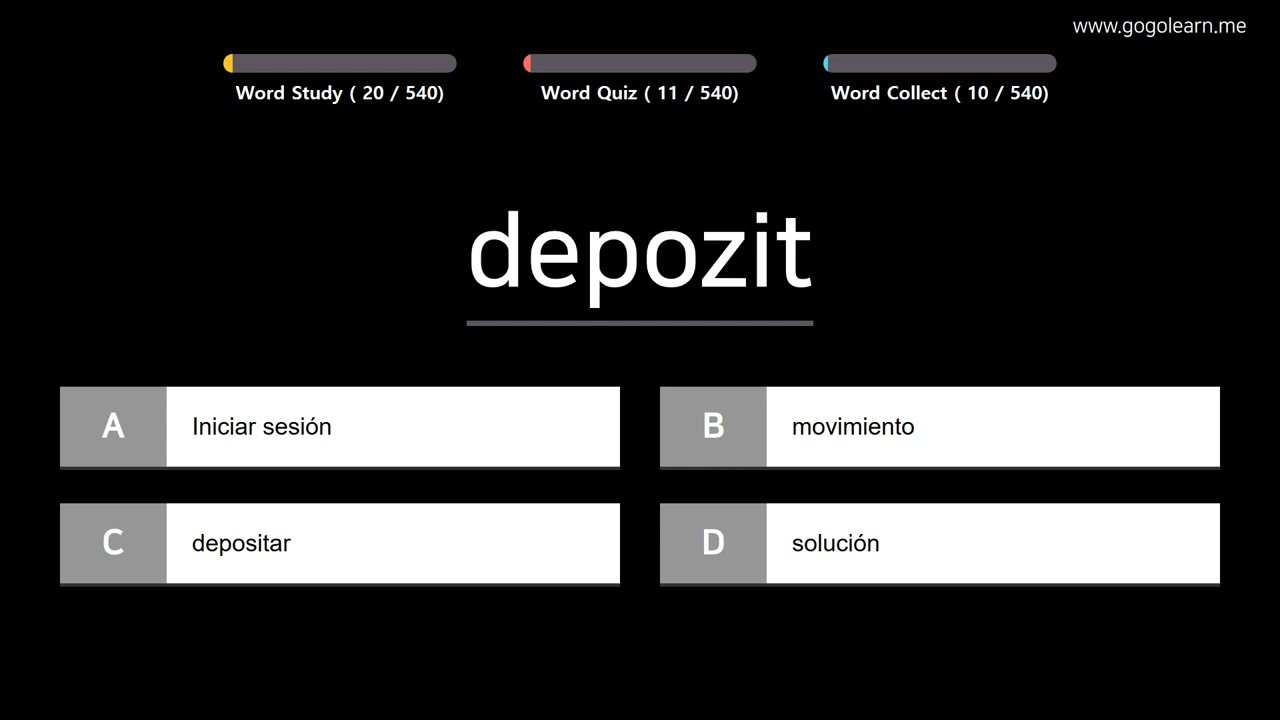 www.gogolearn.me
Word Study ( 20 / 540)
Word Quiz ( 11 / 540)
Word Collect ( 10 / 540)
depozit
A Iniciar sesión
B movimiento
C depositar
D solución